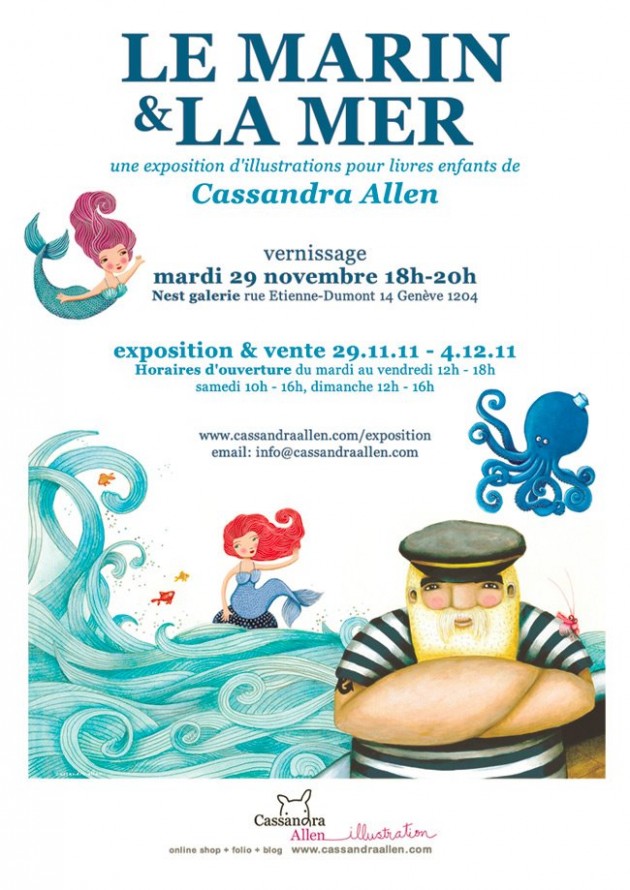 LE MARIN
& LA MER
une exposition d'illustrations pour livres enfants de
Cassandra Allen
vernissage
mardi 29 novembre 18h-20h
Nest galerie rue Etienne-Dumont 14 Genève 1204
exposition & vente 29.11.11 - 4.12.11
Horaires d'ouverture du mardi au vendredi 12h - 18h
samedi 10h - 16h, dimanche 12h - 16h
www.cassandraallen.com/exposition
email: info@cassandraallen.com
Cassandra
Allen illustration
online shop + folio + blog www.cassandraallen.com